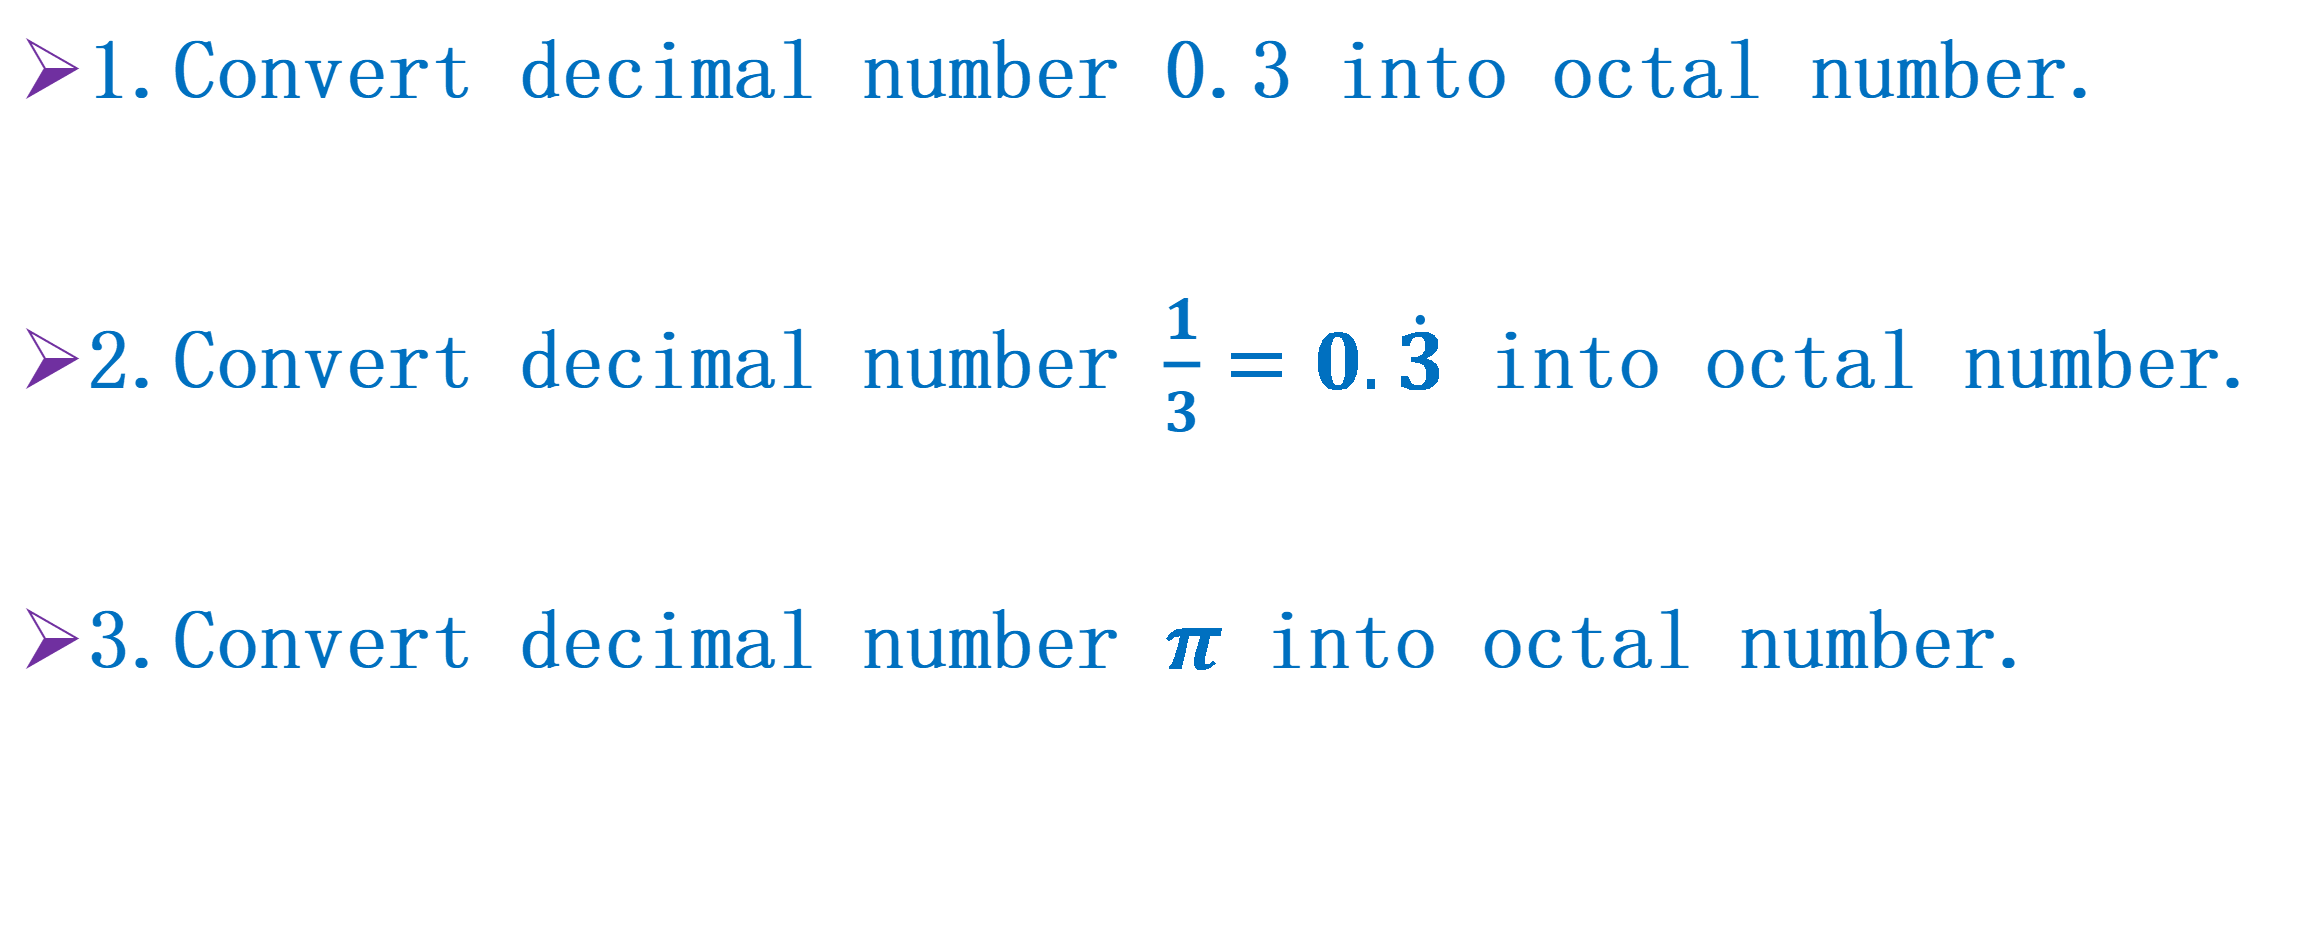 ➢1.Convert decimal number 0.3 into octal number.
➢2.Convert decimal number 1/3 = 0.3̇ into octal number.
➢3.Convert decimal number π into octal number.